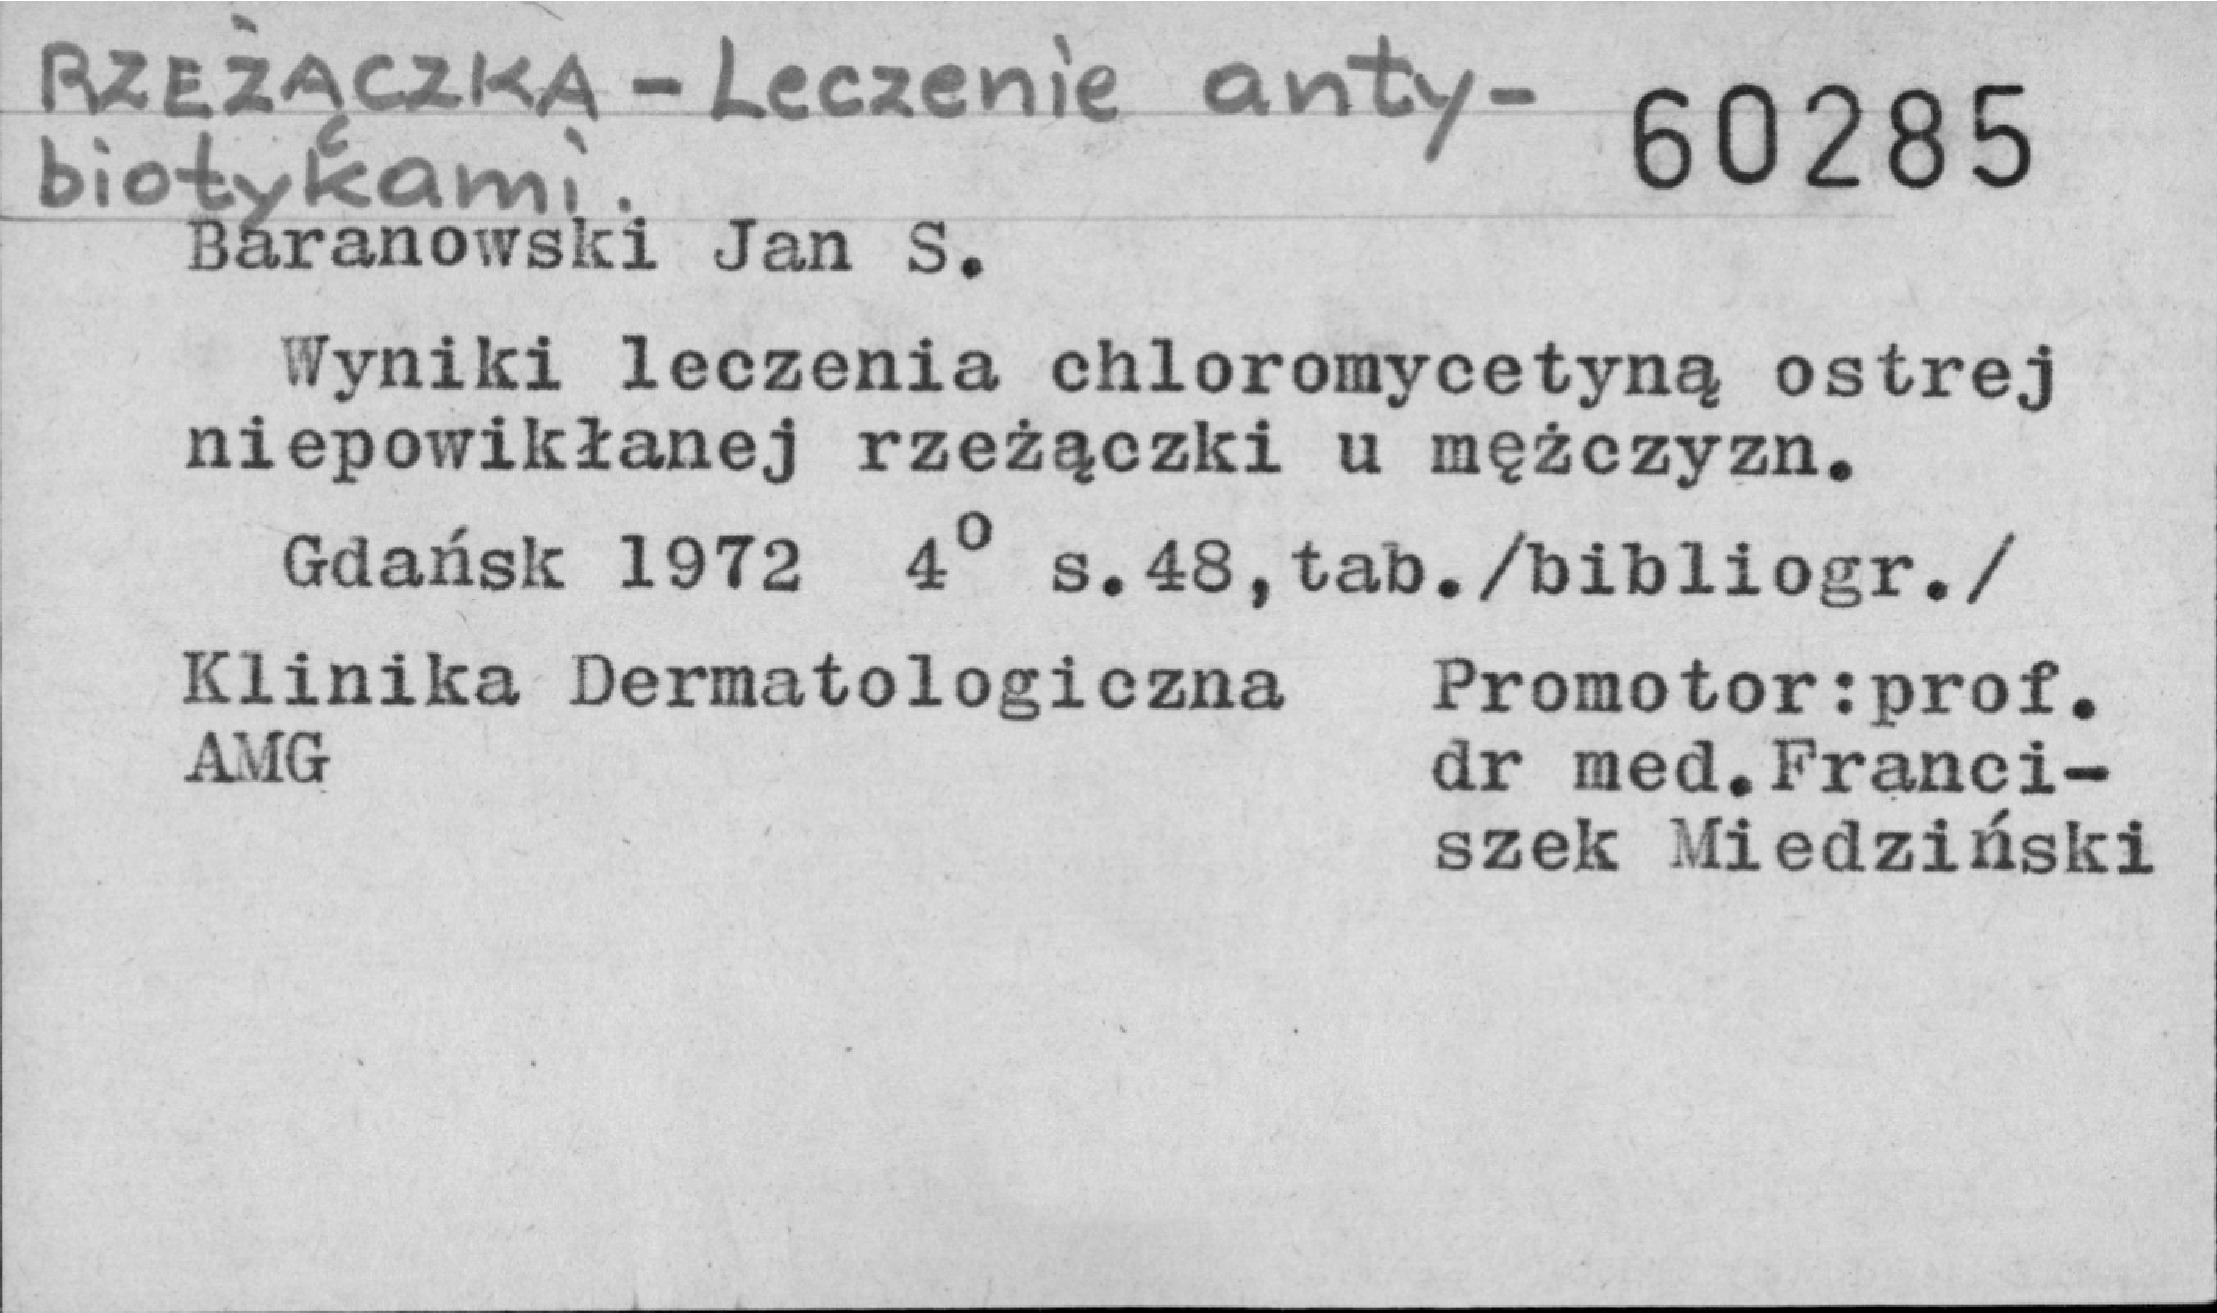 RZEŻĄCZKA - Leczenie anty-
biotykami.
60285
Baranowski Jan S.
Wyniki leczenia chloromycetyną ostrej
niepowikłanej rzeżączki u mężczyzn.
Gdańsk 1972 4° s.48,tab./bibliogr./
Klinika Dermatologiczna
AMG
Promotor:prof.
dr med.Franci-
szek Miedziński